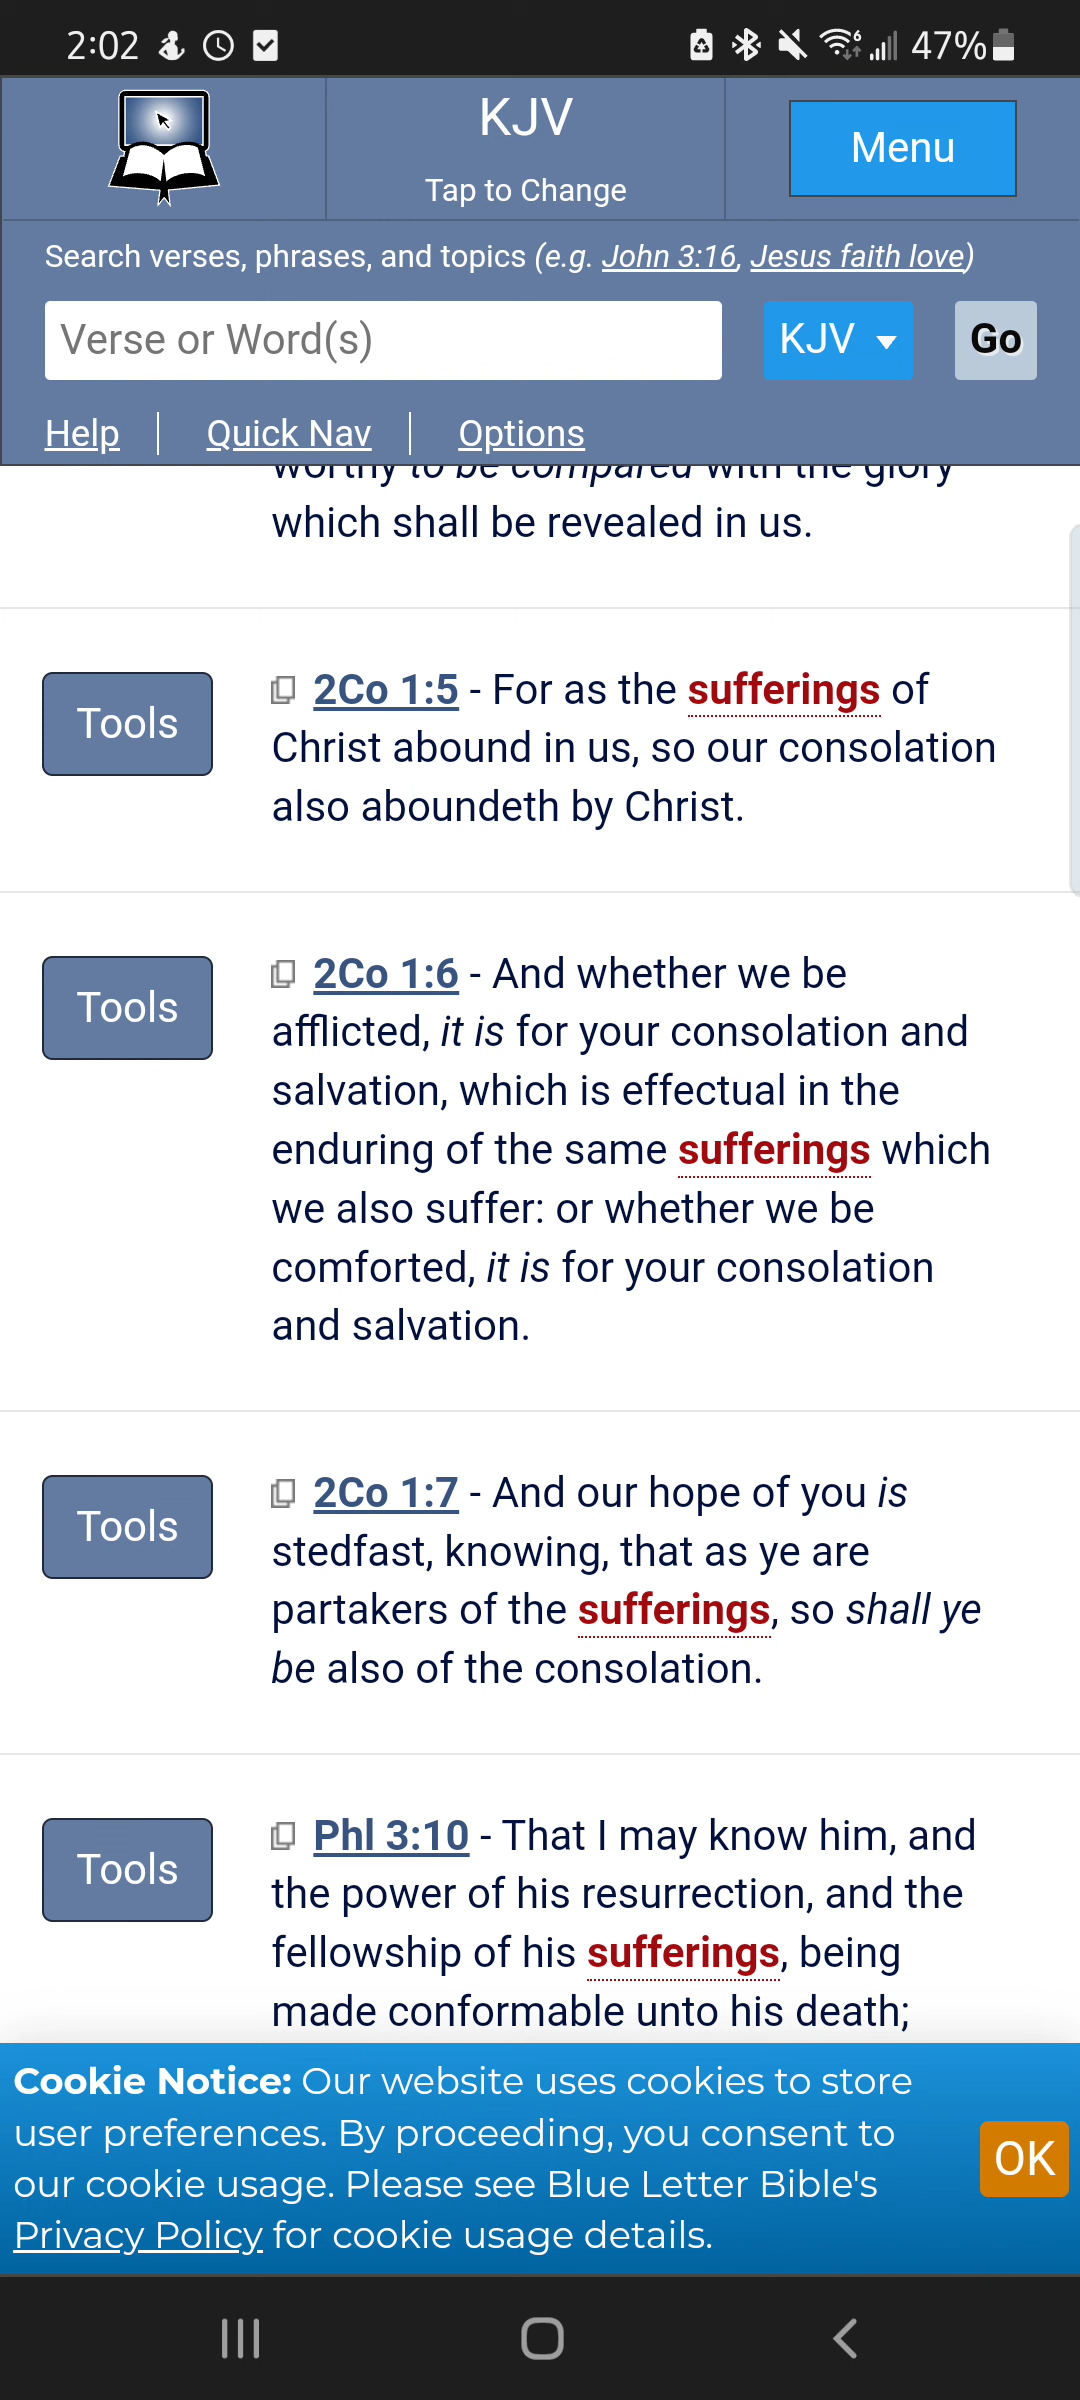 2:02
47%
KJV
Tap to Change
Menu
Search verses, phrases, and topics (e.g. John 3:16, Jesus faith love)
Verse or Word(s)
KJV
Go
Help
Quick Nav
Options
worthy to be compared with the glory
which shall be revealed in us.
Tools
2Co 1:5 - For as the sufferings of
Christ abound in us, so our consolation
also aboundeth by Christ.
Tools
2Co 1:6 - And whether we be
afflicted, it is for your consolation and
salvation, which is effectual in the
enduring of the same sufferings which
we also suffer: or whether we be
comforted, it is for your consolation
and salvation.
Tools
2Co 1:7 - And our hope of you is
stedfast, knowing, that as ye are
partakers of the sufferings, so shall ye
be also of the consolation.
Tools
Phl 3:10 - That I may know him, and
the power of his resurrection, and the
fellowship of his sufferings, being
made conformable unto his death;
Cookie Notice: Our website uses cookies to store
user preferences. By proceeding, you consent to
our cookie usage. Please see Blue Letter Bible's
Privacy Policy for cookie usage details.
OK